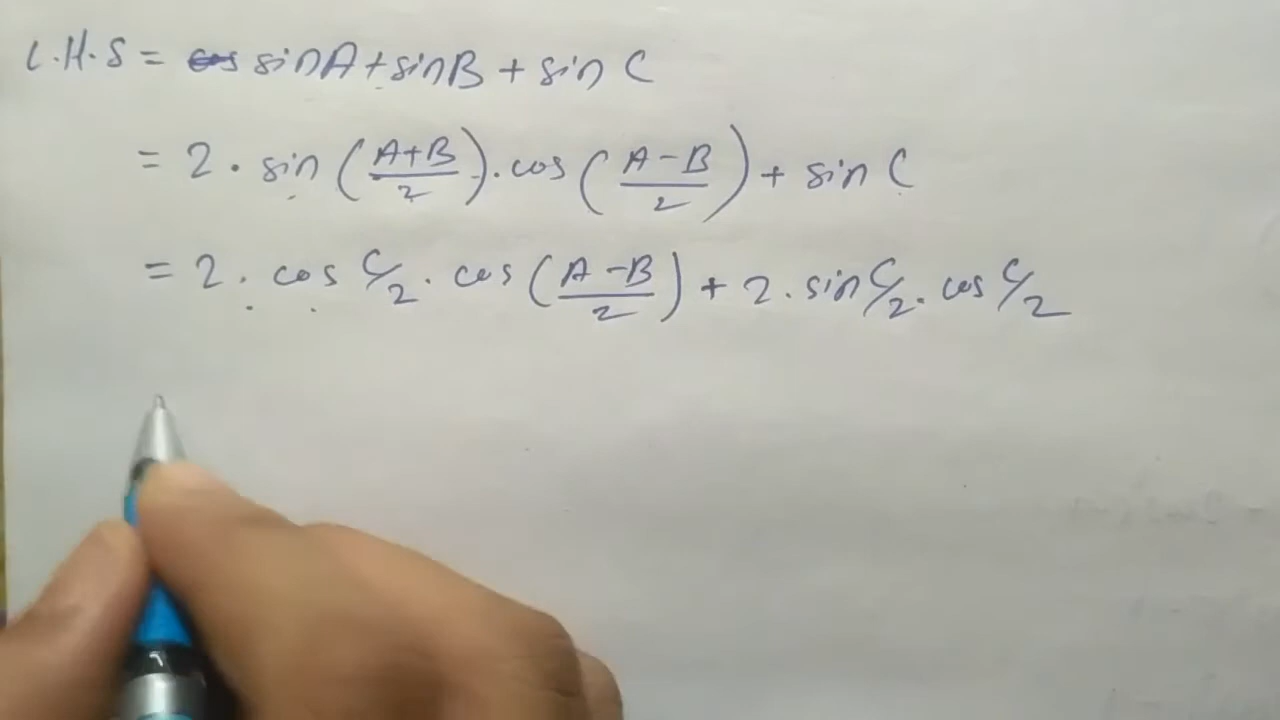 L.H.S = cos sinA + sinB + sin C
= 2 . sin (A+B/2) . cos (A-B/2) + sin C
= 2 . cos C/2 . cos (A-B/2) + 2 . sin C/2 . cos C/2